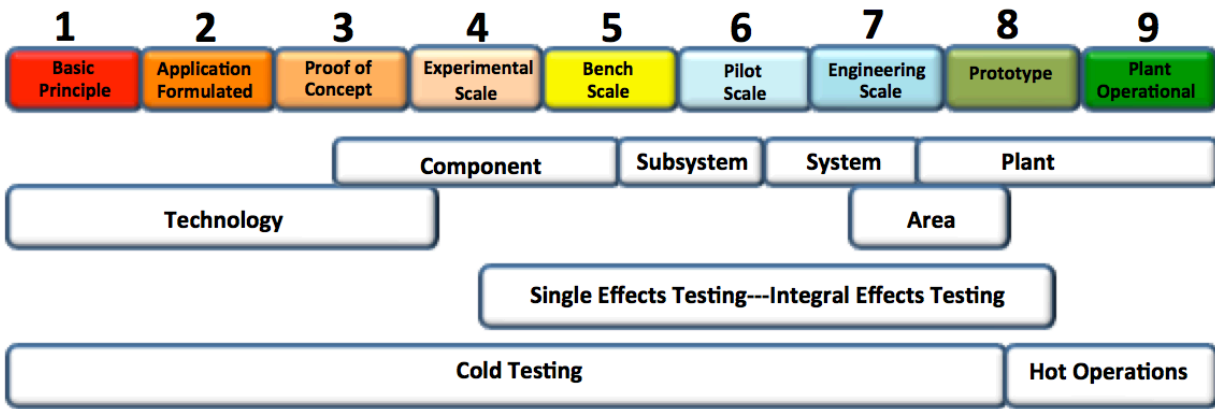 1 2 3 4 5 6 7 8 9
Basic
Principle
Application
Formulated
Proof of
Concept
Experimental
Scale
Bench
Scale
Pilot
Scale
Engineering
Scale
Prototype
Plant
Operational
Component
Subsystem
System
Plant
Technology
Area
Single Effects Testing---Integral Effects Testing
Cold Testing
Hot Operations